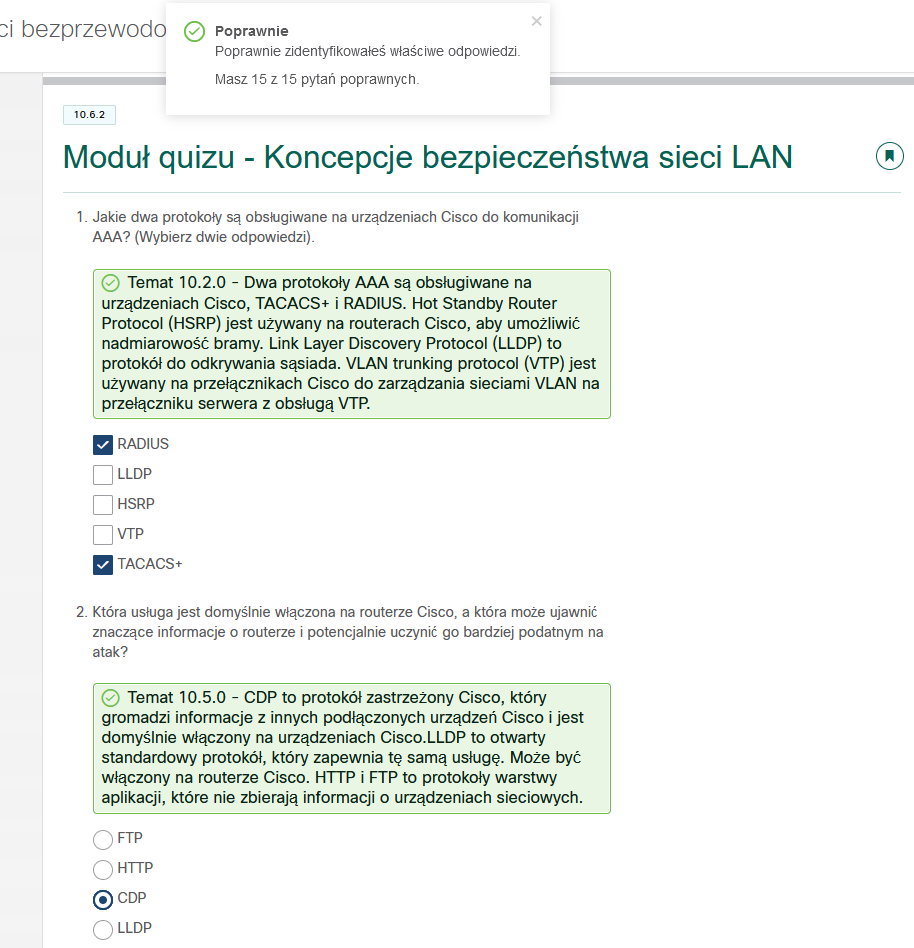 ci bezprzewodo
Poprawnie
Poprawnie zidentyfikowałeś właściwe odpowiedzi.
Masz 15 z 15 pytań poprawnych.
10.6.2
Moduł quizu - Koncepcje bezpieczeństwa sieci LAN
1. Jakie dwa protokoły są obsługiwane na urządzeniach Cisco do komunikacji
AAA? (Wybierz dwie odpowiedzi).
Temat 10.2.0 - Dwa protokoły AAA są obsługiwane na
urządzeniach Cisco, TACACS+ i RADIUS. Hot Standby Router
Protocol (HSRP) jest używany na routerach Cisco, aby umożliwić
nadmiarowość bramy. Link Layer Discovery Protocol (LLDP) to
protokół do odkrywania sąsiada. VLAN trunking protocol (VTP) jest
używany na przełącznikach Cisco do zarządzania sieciami VLAN na
przełączniku serwera z obsługą VTP.
RADIUS
LLDP
HSRP
VTP
TACACS+
2. Która usługa jest domyślnie włączona na routerze Cisco, a która może ujawnić
znaczące informacje o routerze i potencjalnie uczynić go bardziej podatnym na
atak?
Temat 10.5.0 - CDP to protokół zastrzeżony Cisco, który
gromadzi informacje z innych podłączonych urządzeń Cisco i jest
domyślnie włączony na urządzeniach Cisco.LLDP to otwarty
standardowy protokół, który zapewnia tę samą usługę. Może być
włączony na routerze Cisco. HTTP i FTP to protokoły warstwy
aplikacji, które nie zbierają informacji o urządzeniach sieciowych.
FTP
HTTP
CDP
LLDP